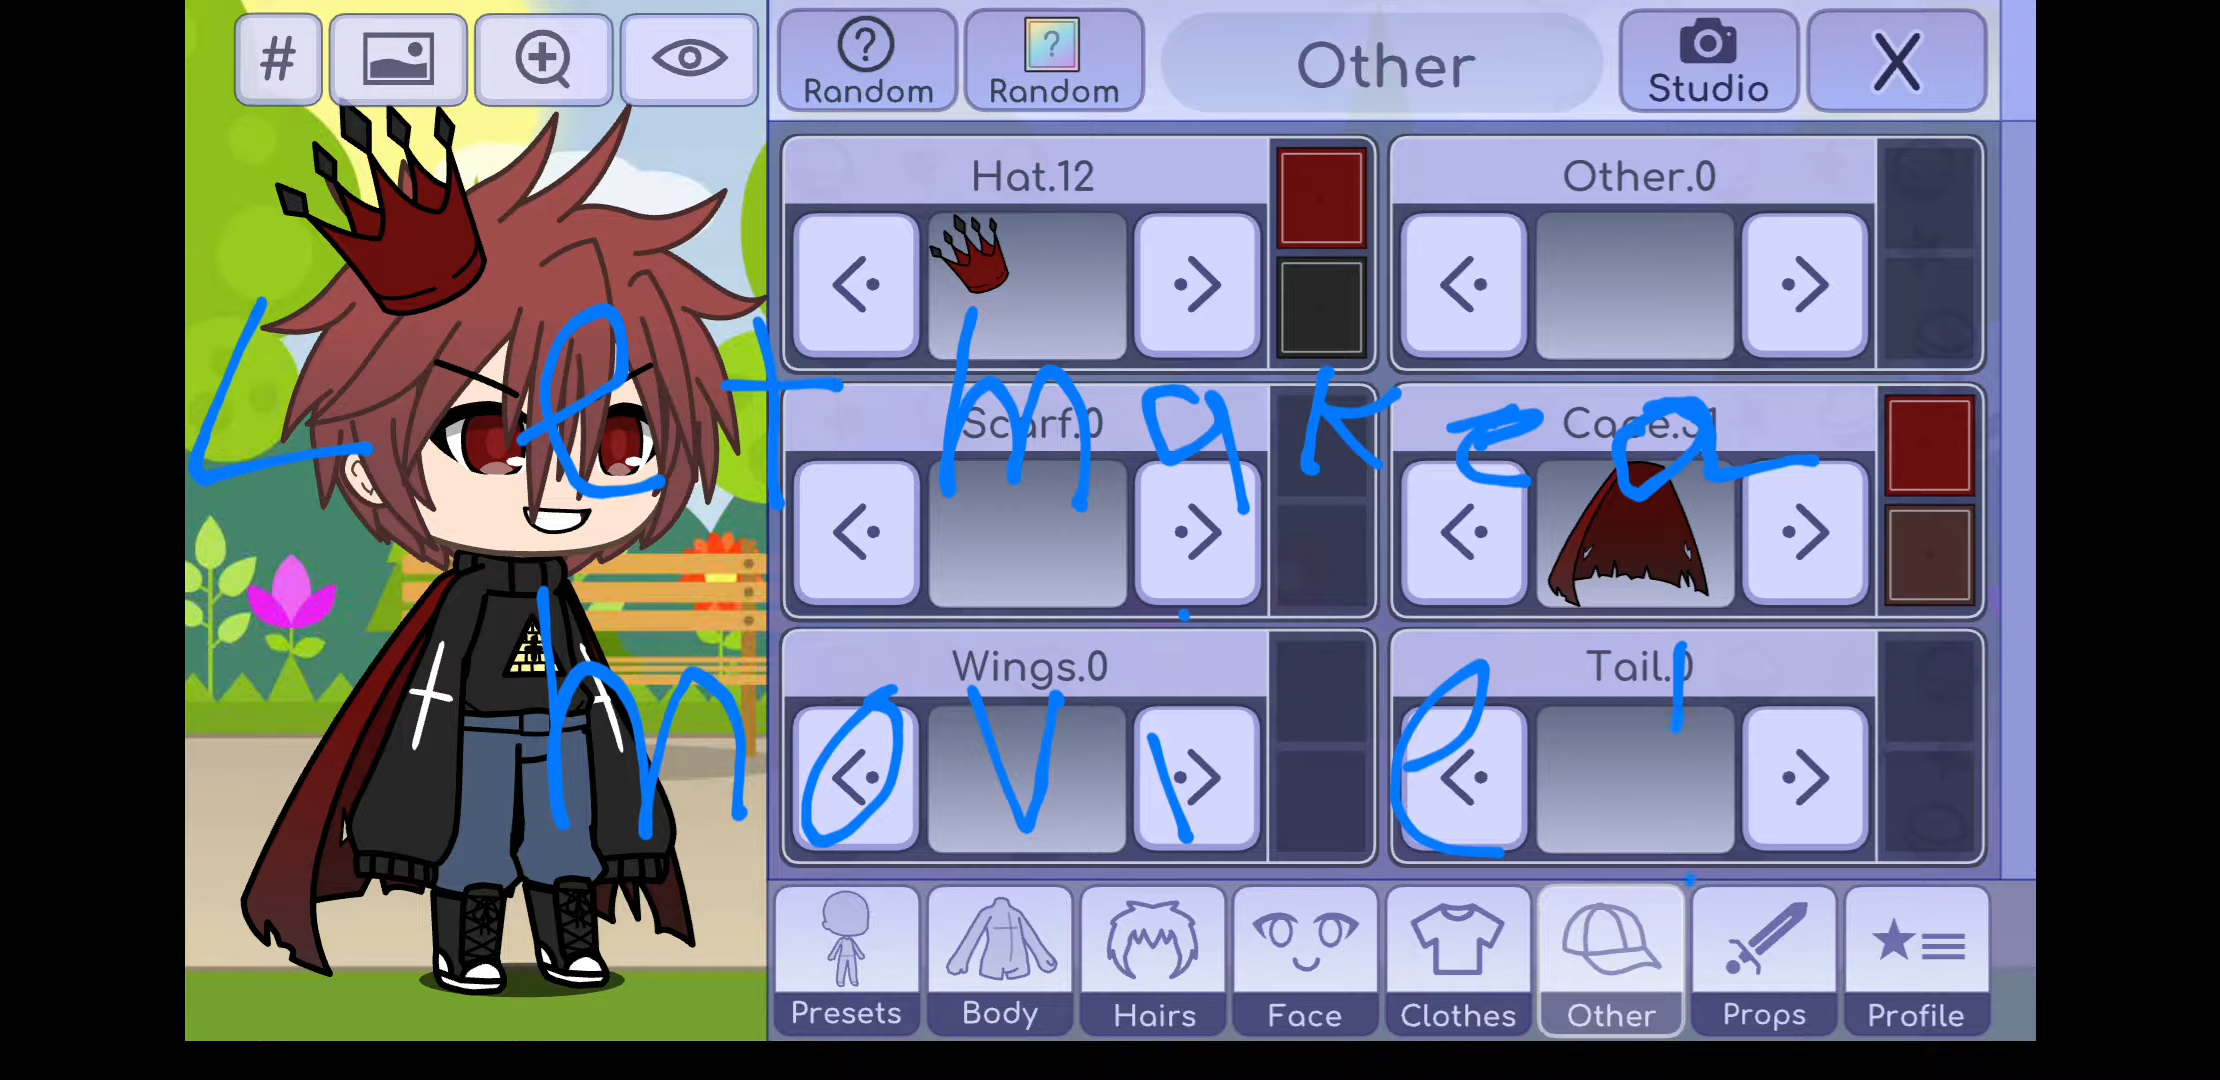 #
Random
Random
Other
Studio
X
Hat.12
Other.0
Let make a
Scarf.0
Cape.31
movie!
Wings.0
Tail.0
Presets
Body
Hairs
Face
Clothes
Other
Props
Profile